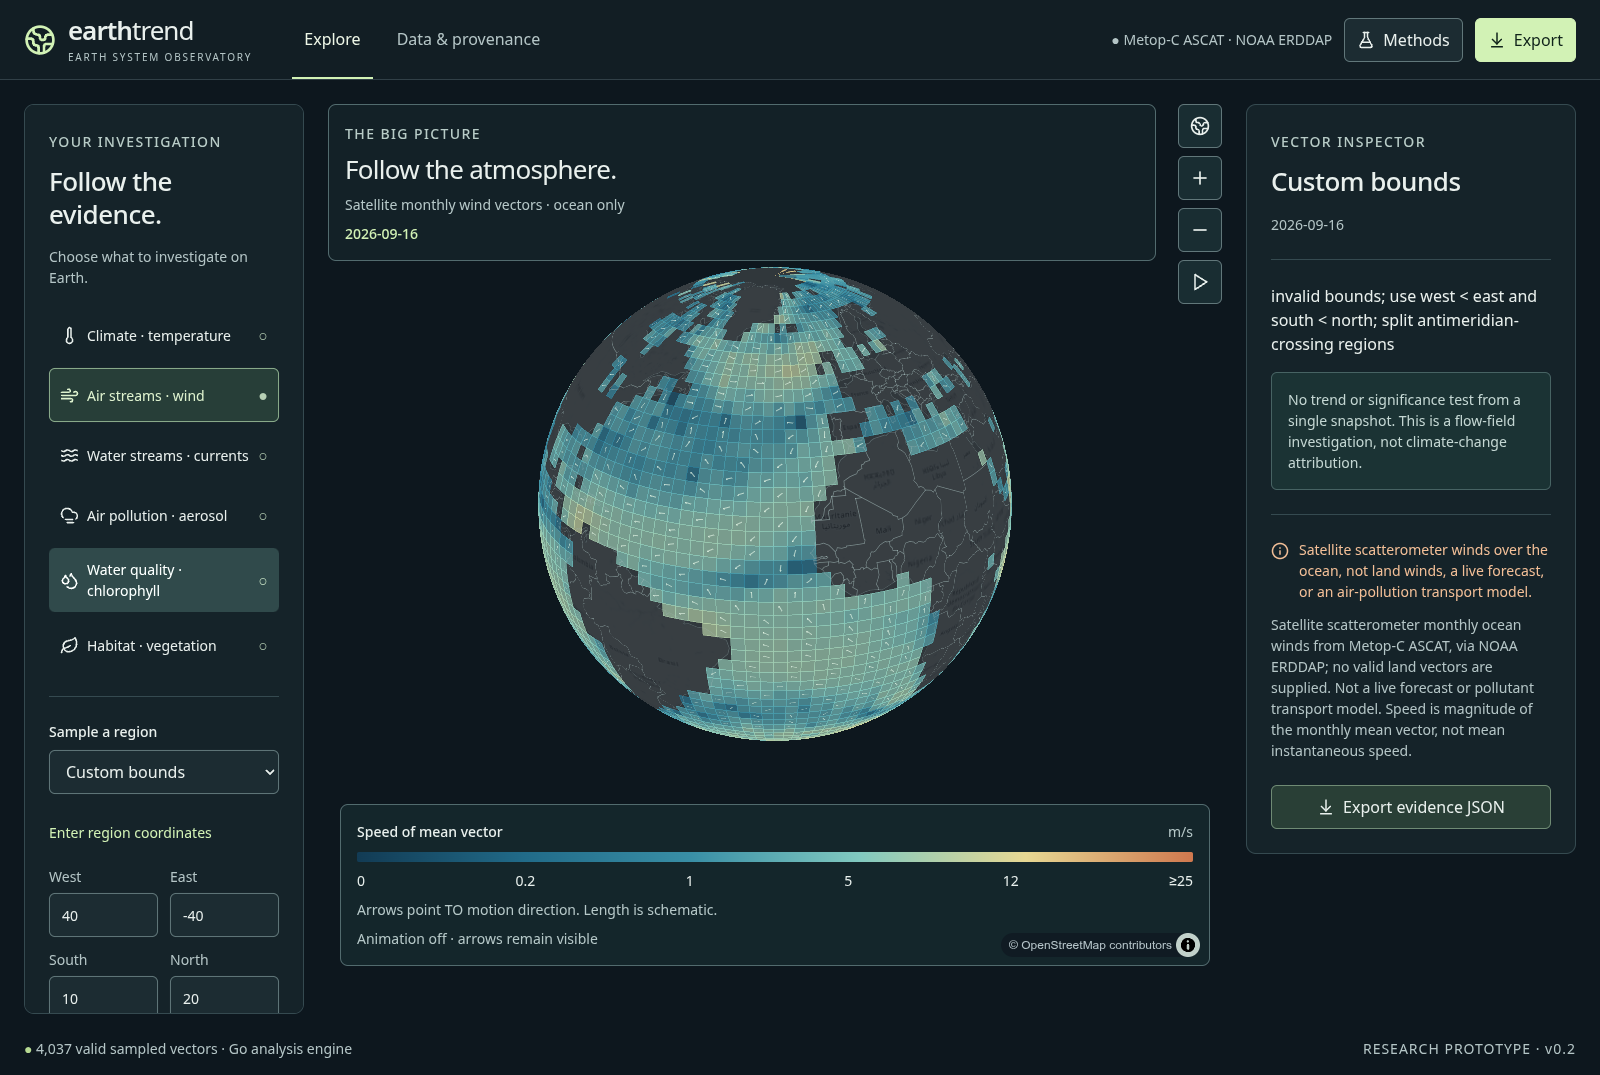 earthtrend
EARTH SYSTEM OBSERVATORY
Explore
Data & provenance
Metop-C ASCAT · NOAA ERDDAP
Methods
Export
YOUR INVESTIGATION
Follow the
evidence.
Choose what to investigate on
Earth.
Climate · temperature
Air streams · wind
Water streams · currents
Air pollution · aerosol
Water quality ·
chlorophyll
Habitat · vegetation
Sample a region
Custom bounds
Enter region coordinates
West
East
40
-40
South
North
10
20
THE BIG PICTURE
Follow the atmosphere.
Satellite monthly wind vectors · ocean only
2026-09-16
Mali
Speed of mean vector
m/s
0
0.2
1
5
12
≥25
Arrows point TO motion direction. Length is schematic.
Animation off · arrows remain visible
© OpenStreetMap contributors
VECTOR INSPECTOR
Custom bounds
2026-09-16
invalid bounds; use west < east and
south < north; split antimeridian-
crossing regions
No trend or significance test from a
single snapshot. This is a flow-field
investigation, not climate-change
attribution.
Satellite scatterometer winds over the
ocean, not land winds, a live forecast,
or an air-pollution transport model.
Satellite scatterometer monthly ocean
winds from Metop-C ASCAT, via NOAA
ERDDAP; no valid land vectors are
supplied. Not a live forecast or pollutant
transport model. Speed is magnitude of
the monthly mean vector, not mean
instantaneous speed.
Export evidence JSON
4,037 valid sampled vectors · Go analysis engine
RESEARCH PROTOTYPE · v0.2